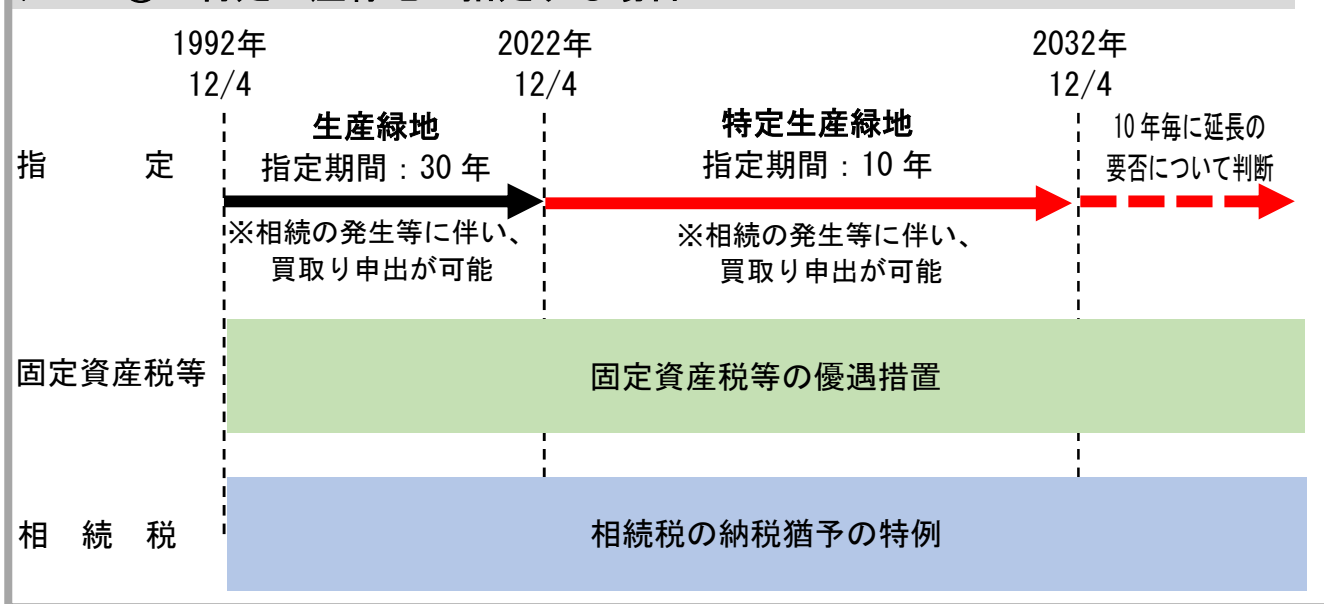 1992年 2022年 2032年
12/4 12/4 12/4
生産緑地 特定生産緑地 10年毎に延長の
指定 指定期間：30年 指定期間：10年 要否について判断
※相続の発生等に伴い、 ※相続の発生等に伴い、
買取り申出が可能 買取り申出が可能
固定資産税等 固定資産税等の優遇措置
相続税 相続税の納税猶予の特例